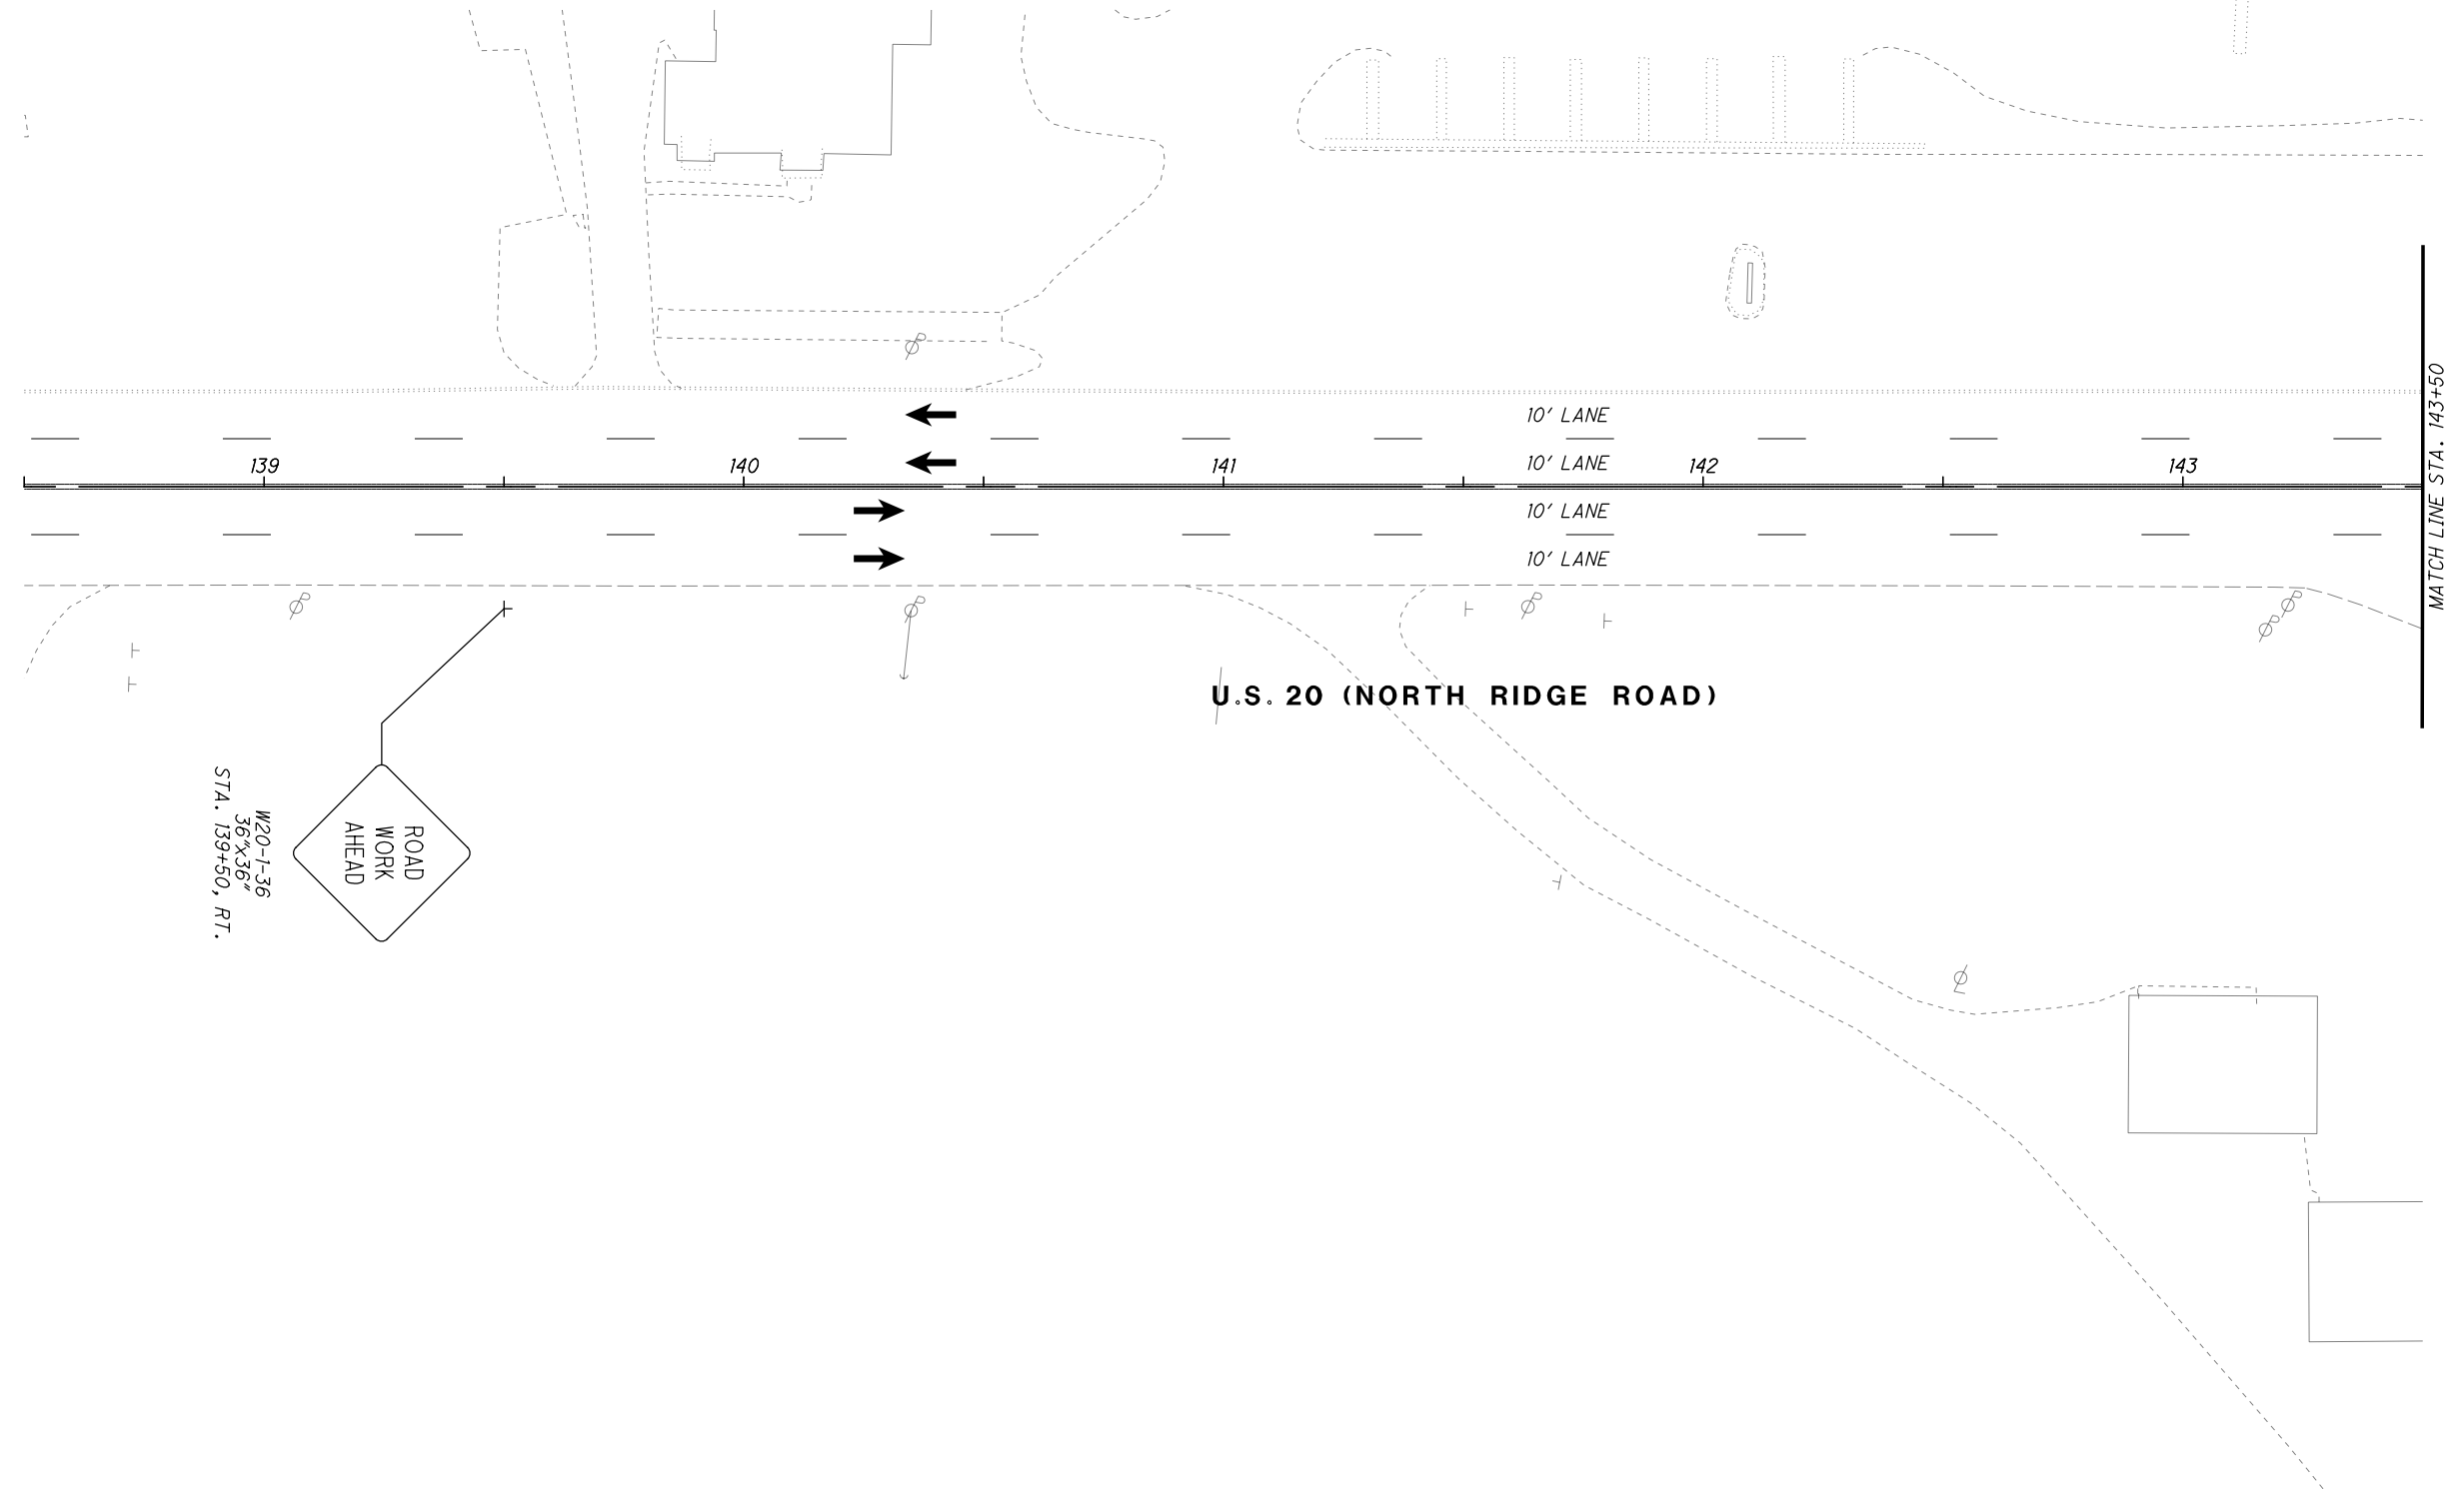 10' LANE
139
140
141
142
143
10' LANE
10' LANE
10' LANE
MATCH LINE STA. 143+50
U.S. 20 (NORTH RIDGE ROAD)
ROAD
WORK
AHEAD
W20-1-36
36"x36"
STA. 139+50, RT.